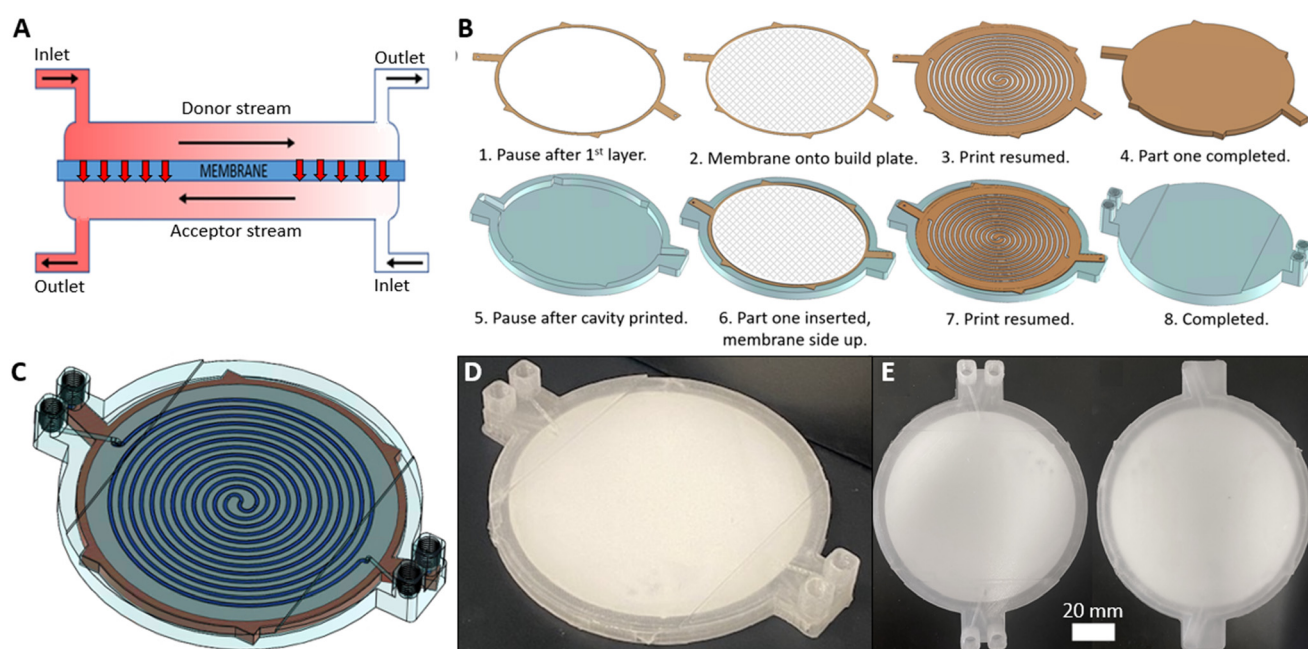 A
Inlet
Outlet
Donor stream
MEMBRANE
Acceptor stream
Outlet
Inlet
B
1. Pause after 1st layer.
2. Membrane onto build plate.
3. Print resumed.
4. Part one completed.
5. Pause after cavity printed.
6. Part one inserted,
membrane side up.
7. Print resumed.
8. Completed.
C
D
E
20 mm